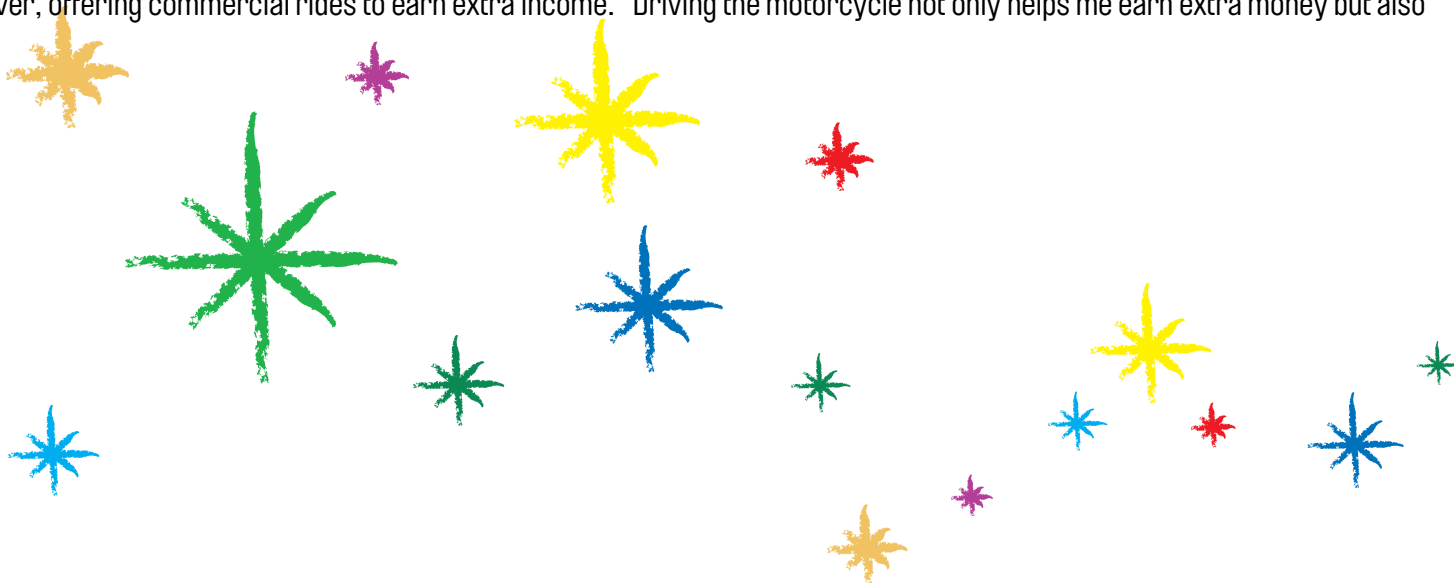 ver, offering commercial rides to earn extra income. "Driving the motorcycle not only helps me earn extra money but also